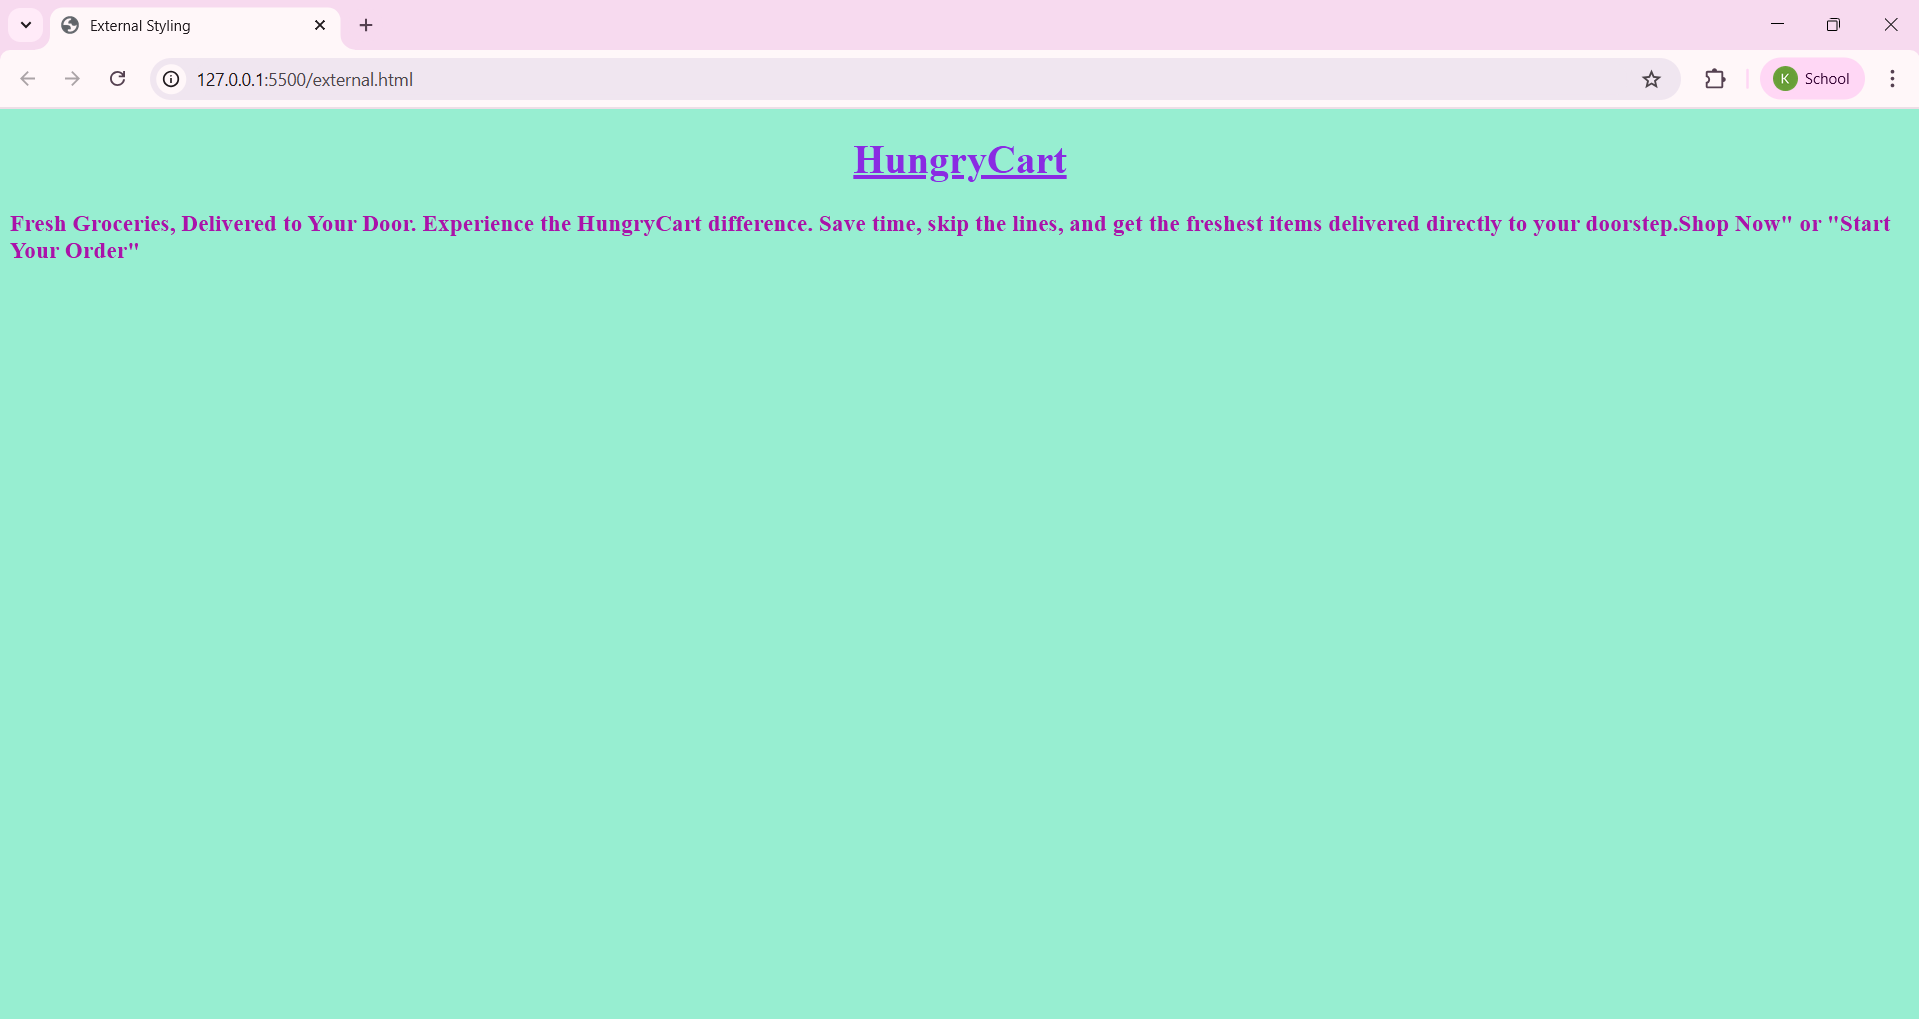 External Styling
127.0.0.1:5500/external.html
K School
HungryCart
Fresh Groceries, Delivered to Your Door. Experience the HungryCart difference. Save time, skip the lines, and get the freshest items delivered directly to your doorstep.Shop Now" or "Start
Your Order"